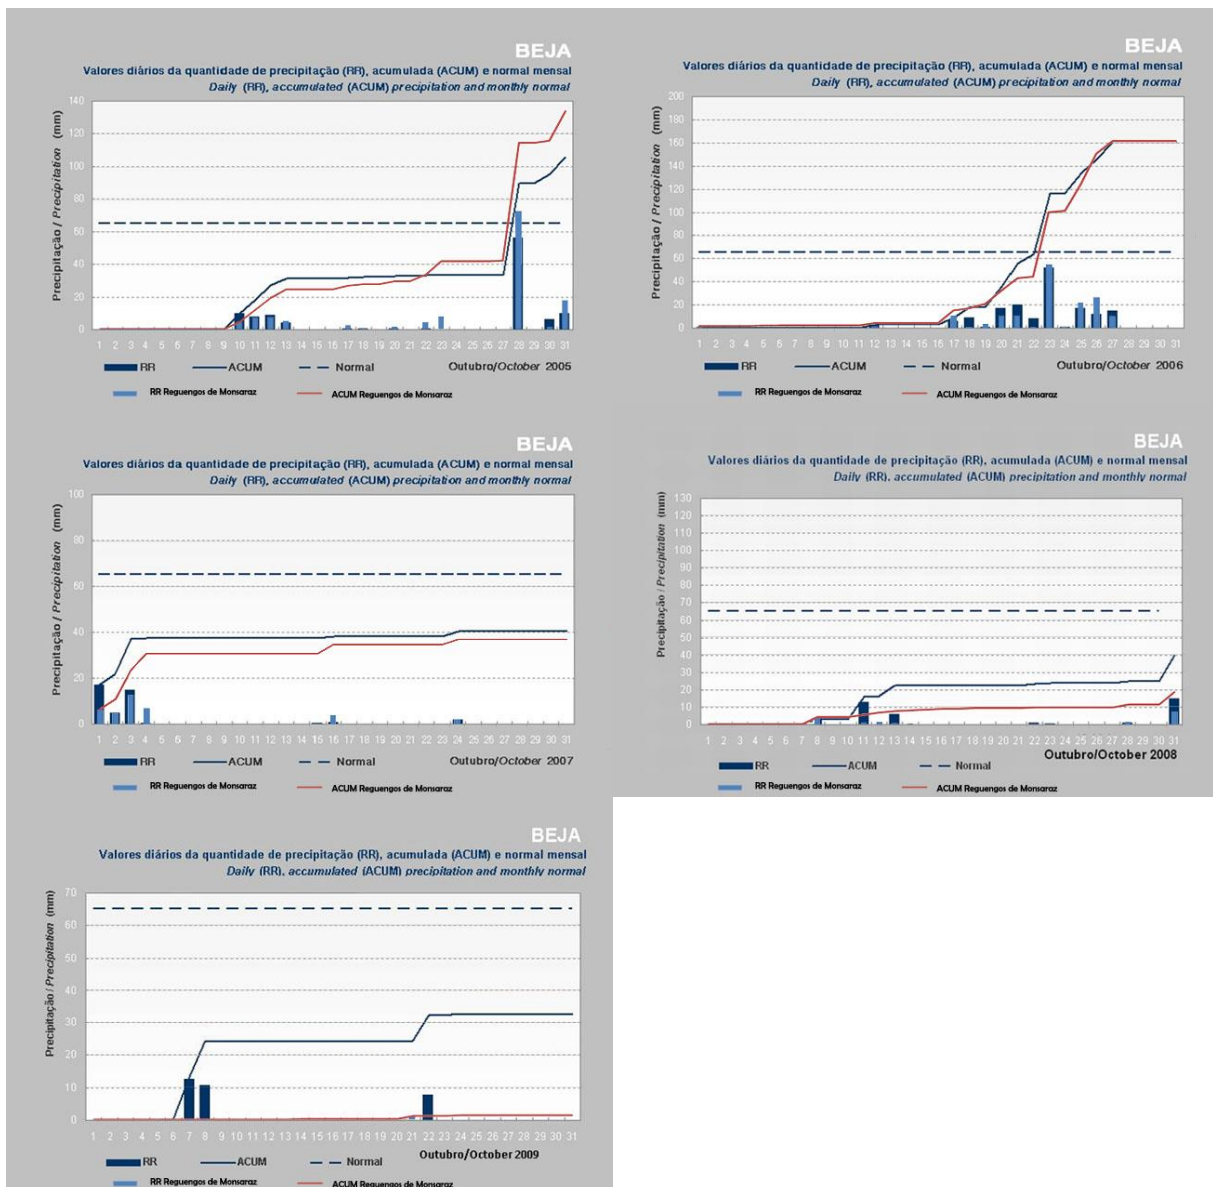 BEJA
Valores diários da quantidade de precipitação (RR), acumulada (ACUM) e normal mensal
Daily (RR), accumulated (ACUM) precipitation and monthly normal
Precipitação / Precipitation (mm)
140
120
100
80
60
40
20
0
1 2 3 4 5 6 7 8 9 10 11 12 13 14 15 16 17 18 19 20 21 22 23 24 25 26 27 28 29 30 31
RR ACUM Normal Outubro/October 2005
RR Reguengos de Monsaraz ACUM Reguengos de Monsaraz
BEJA
Valores diários da quantidade de precipitação (RR), acumulada (ACUM) e normal mensal
Daily (RR), accumulated (ACUM) precipitation and monthly normal
Precipitação / Precipitation (mm)
200
180
160
140
120
100
80
60
40
20
0
1 2 3 4 5 6 7 8 9 10 11 12 13 14 15 16 17 18 19 20 21 22 23 24 25 26 27 28 29 30 31
RR ACUM Normal Outubro/October 2006
RR Reguengos de Monsaraz ACUM Reguengos de Monsaraz
BEJA
Valores diários da quantidade de precipitação (RR), acumulada (ACUM) e normal mensal
Daily (RR), accumulated (ACUM) precipitation and monthly normal
Precipitação / Precipitation (mm)
100
80
60
40
20
0
1 2 3 4 5 6 7 8 9 10 11 12 13 14 15 16 17 18 19 20 21 22 23 24 25 26 27 28 29 30 31
RR ACUM Normal Outubro/October 2007
RR Reguengos de Monsaraz ACUM Reguengos de Monsaraz
BEJA
Valores diários da quantidade de precipitação (RR), acumulada (ACUM) e normal mensal
Daily (RR), accumulated (ACUM) precipitation and monthly normal
Precipitação / Precipitation (mm)
130
120
110
100
90
80
70
60
50
40
30
20
10
0
1 2 3 4 5 6 7 8 9 10 11 12 13 14 15 16 17 18 19 20 21 22 23 24 25 26 27 28 29 30 31
Outubro/October 2008
RR ACUM Normal
RR Reguengos de Monsaraz ACUM Reguengos de Monsaraz
BEJA
Valores diários da quantidade de precipitação (RR), acumulada (ACUM) e normal mensal
Daily (RR), accumulated (ACUM) precipitation and monthly normal
Precipitação / Precipitation (mm)
70
60
50
40
30
20
10
0
1 2 3 4 5 6 7 8 9 10 11 12 13 14 15 16 17 18 19 20 21 22 23 24 25 26 27 28 29 30 31
Outubro/October 2009
RR ACUM Normal
RR Reguengos de Monsaraz ACUM Reguengos de Monsaraz